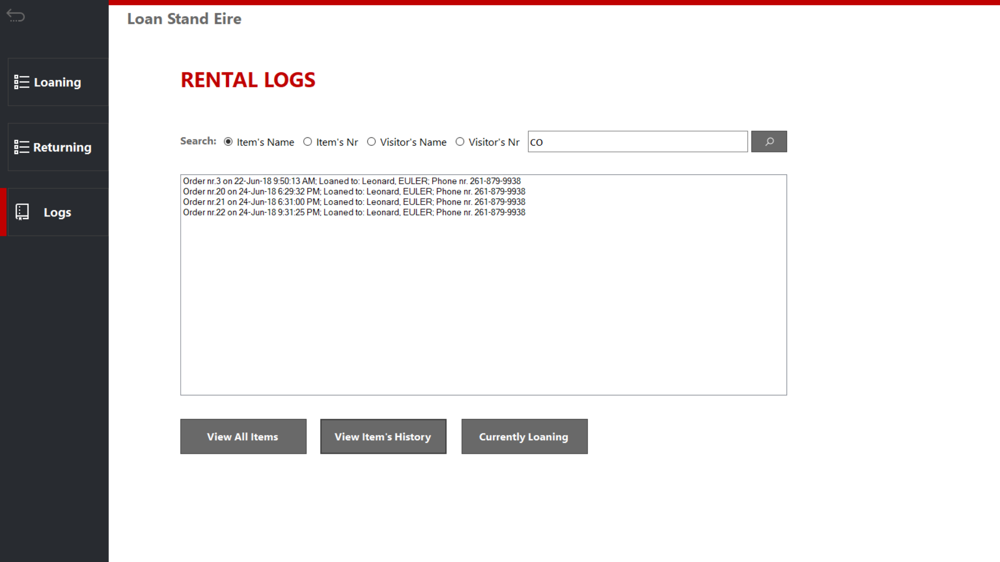 Loan Stand Eire
Loaning
Returning
Logs
RENTAL LOGS
Search: Item's Name Item's Nr Visitor's Name Visitor's Nr co
Order nr.3 on 22-Jun-18 9:50:13 AM; Loaned to: Leonard, EULER; Phone nr. 261-879-9938
Order nr.20 on 24-Jun-18 6:29:32 PM; Loaned to: Leonard, EULER; Phone nr. 261-879-9938
Order nr.21 on 24-Jun-18 6:31:00 PM; Loaned to: Leonard, EULER; Phone nr. 261-879-9938
Order nr.22 on 24-Jun-18 9:31:25 PM; Loaned to: Leonard, EULER; Phone nr. 261-879-9938
View All Items View Item's History Currently Loaning